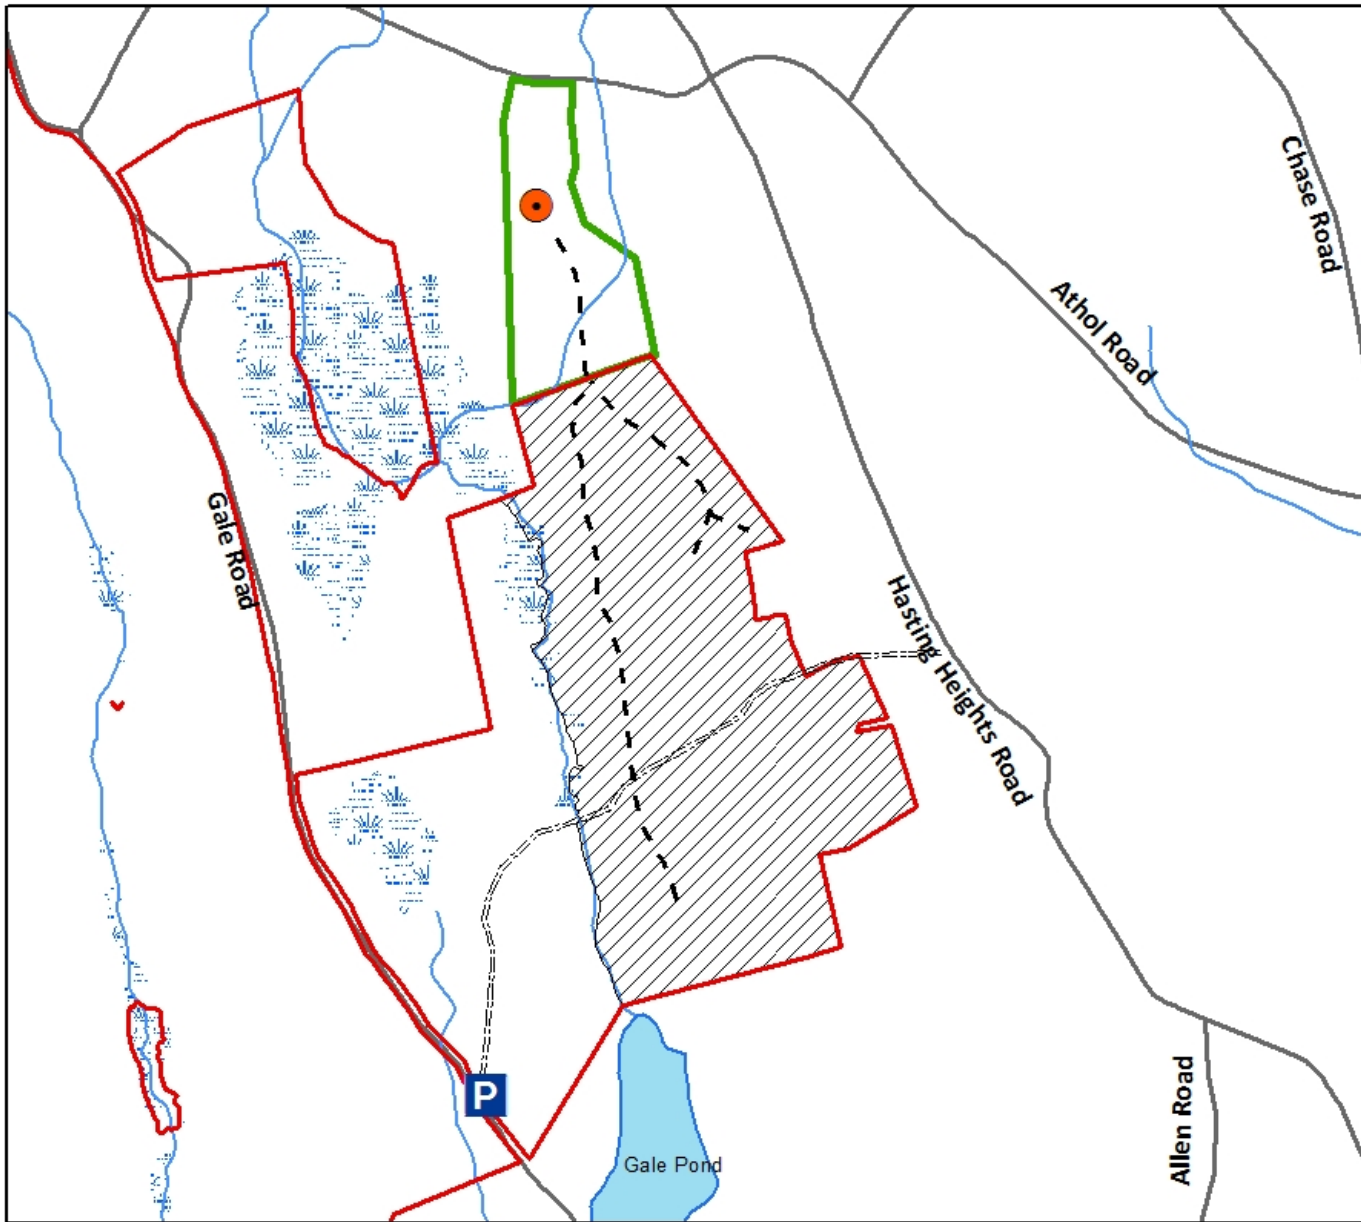 Chase Road
Athol Road
Gale Road
Hasting Heights Road
P
Allen Road
Gale Pond